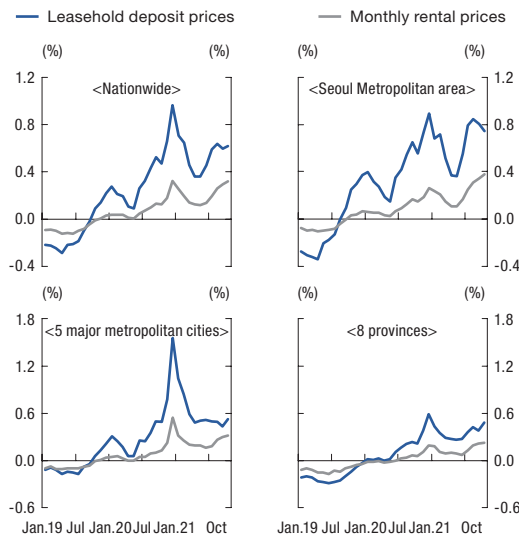 Leasehold deposit prices Monthly rental prices
(%) (%) (%) (%)
1.2 <Nationwide> <Seoul Metropolitan area> 1.2
0.8 0.8
0.4 0.4
0.0 0.0
-0.4 -0.4
(%) (%) (%) (%)
1.8 <5 major metropolitan cities> <8 provinces> 1.8
1.2 1.2
0.6 0.6
0.0 0.0
-0.6 -0.6
Jan.19 Jul Jan.20 Jul Jan.21 Oct Jan.19 Jul Jan.20 Jul Jan.21 Oct